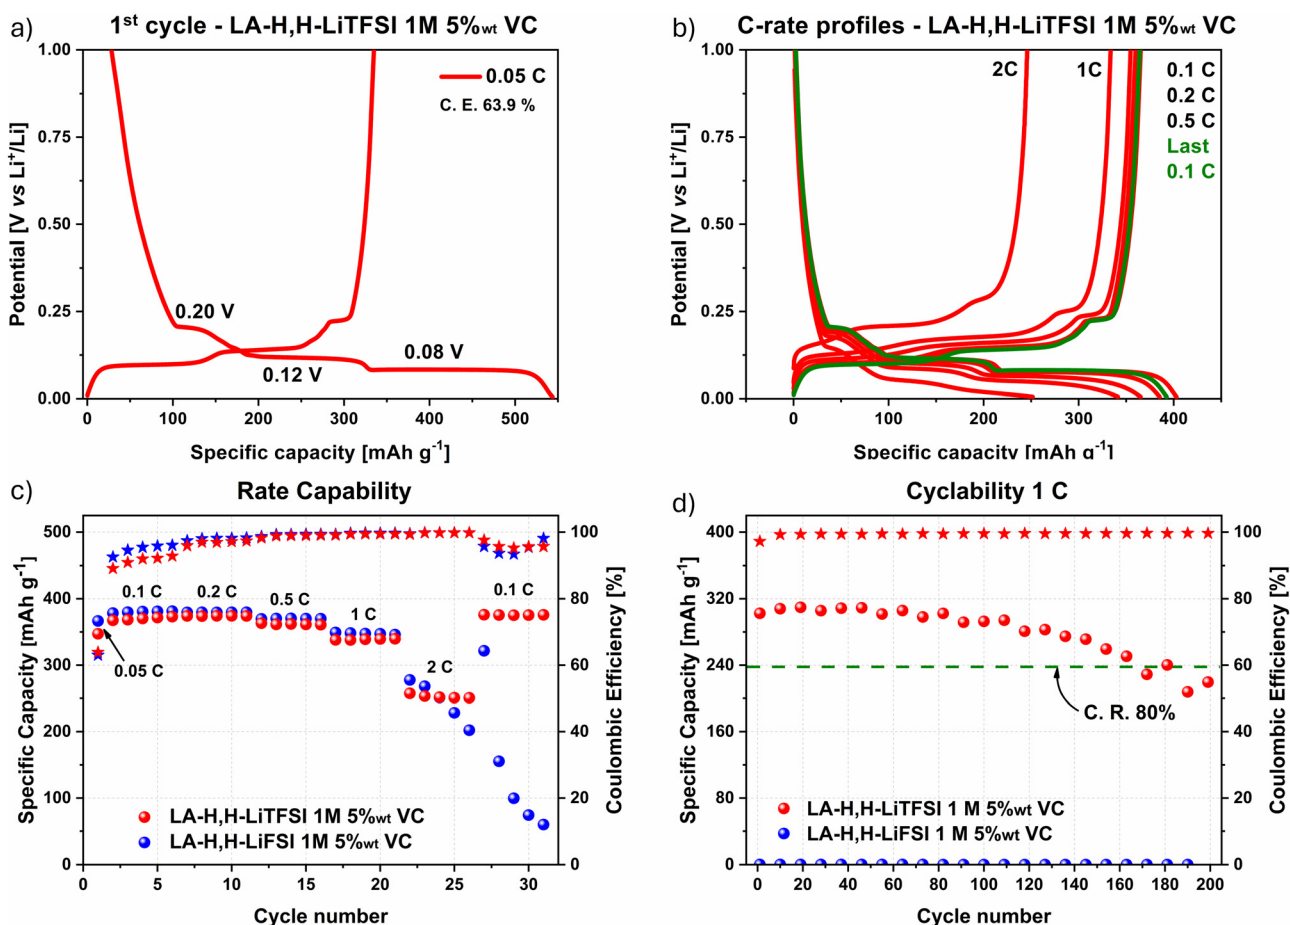 a)
1st cycle - LA-H,H-LiTFSI 1M 5%wt VC
1.00
0.75
0.50
0.25
0.00
Potential [V vs Li+/Li]
0.05 C
C. E. 63.9 %
0.20 V
0.12 V
0.08 V
0 100 200 300 400 500
Specific capacity [mAh g-1]
b)
C-rate profiles - LA-H,H-LiTFSI 1M 5%wt VC
1.00
0.75
0.50
0.25
0.00
Potential [V vs Li+/Li]
2C
1C
0.1 C
0.2 C
0.5 C
Last
0.1 C
0 100 200 300 400
Specific capacity [mAh g-1]
c)
Rate Capability
500
400
300
200
100
0
Specific Capacity [mAh g-1]
0.1 C
0.2 C
0.5 C
1 C
2 C
0.1 C
0.05 C
LA-H,H-LiTFSI 1M 5%wt VC
LA-H,H-LiFSI 1M 5%wt VC
100
80
60
40
20
0
Coulombic Efficiency [%]
0 5 10 15 20 25 30
Cycle number
d)
Cyclability 1 C
400
320
240
160
80
0
Specific Capacity [mAh g-1]
C. R. 80%
LA-H,H-LiTFSI 1 M 5%wt VC
LA-H,H-LiFSI 1 M 5%wt VC
100
80
60
40
20
0
Coulombic Efficiency [%]
0 20 40 60 80 100 120 140 160 180 200
Cycle number